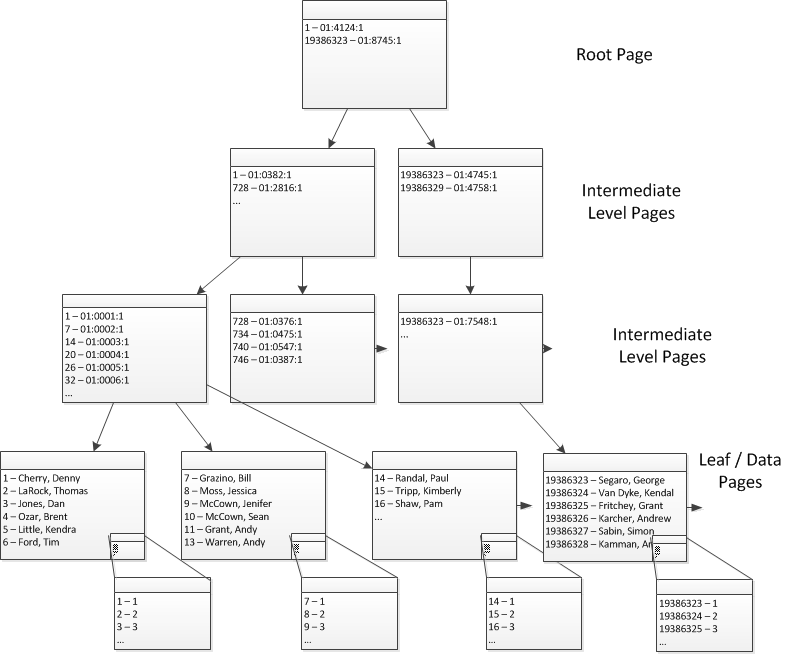 1 – 01:4124:1
19386323 – 01:8745:1
Root Page
1 – 01:0382:1
728 – 01:2816:1
...
19386323 – 01:4745:1
19386329 – 01:4758:1
Intermediate
Level Pages
1 – 01:0001:1
7 – 01:0002:1
14 – 01:0003:1
20 – 01:0004:1
26 – 01:0005:1
32 – 01:0006:1
...
728 – 01:0376:1
734 – 01:0475:1
740 – 01:0547:1
746 – 01:0387:1
19386323 – 01:7548:1
...
Intermediate
Level Pages
1 – Cherry, Denny
2 – LaRock, Thomas
3 – Jones, Dan
4 – Ozar, Brent
5 – Little, Kendra
6 – Ford, Tim
7 – Grazino, Bill
8 – Moss, Jessica
9 – McCown, Jenifer
10 – McCown, Sean
11 – Grant, Andy
13 – Warren, Andy
14 – Randal, Paul
15 – Tripp, Kimberly
16 – Shaw, Pam
...
19386323 – Segaro, George
19386324 – Van Dyke, Kendal
19386325 – Fritchey, Grant
19386326 – Karcher, Andrew
19386327 – Sabin, Simon
19386328 – Kamman,
Leaf / Data
Pages
1 – 1
2 – 2
3 – 3
...
7 – 1
8 – 2
9 – 3
...
14 – 1
15 – 2
16 – 3
...
19386323 – 1
19386324 – 2
19386325 – 3
...